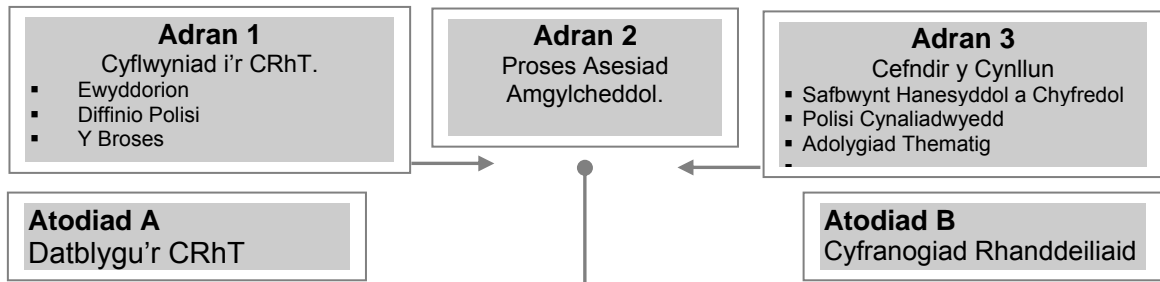 Adran 1
Cyflwyniad i'r CRhT.
▪ Ewyddorion
▪ Diffinio Polisi
▪ Y Broses
Adran 2
Proses Asesiad
Amgylcheddol.
Adran 3
Cefndir y Cynllun
▪ Safbwynt Hanesyddol a Chyfredol
▪ Polisi Cynaliadwyedd
▪ Adolygiad Thematig
Atodiad A
Datblygu’r CRhT
Atodiad B
Cyfranogiad Rhanddeiliaid